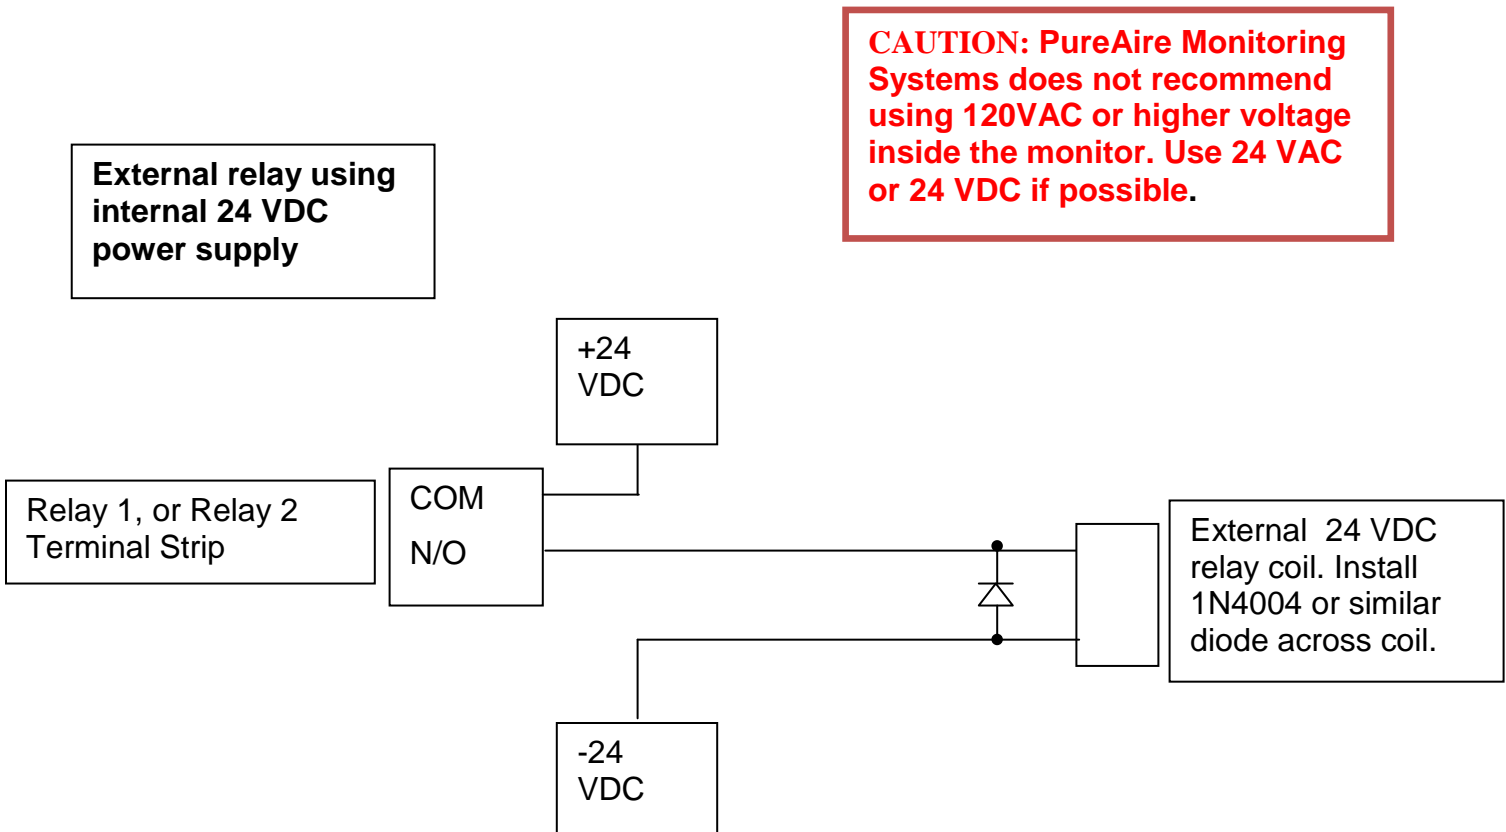 CAUTION: PureAire Monitoring
Systems does not recommend
using 120VAC or higher voltage
inside the monitor. Use 24 VAC
or 24 VDC if possible.
External relay using
internal 24 VDC
power supply
+24
VDC
Relay 1, or Relay 2
Terminal Strip
COM
N/O
External 24 VDC
relay coil. Install
1N4004 or similar
diode across coil.
-24
VDC